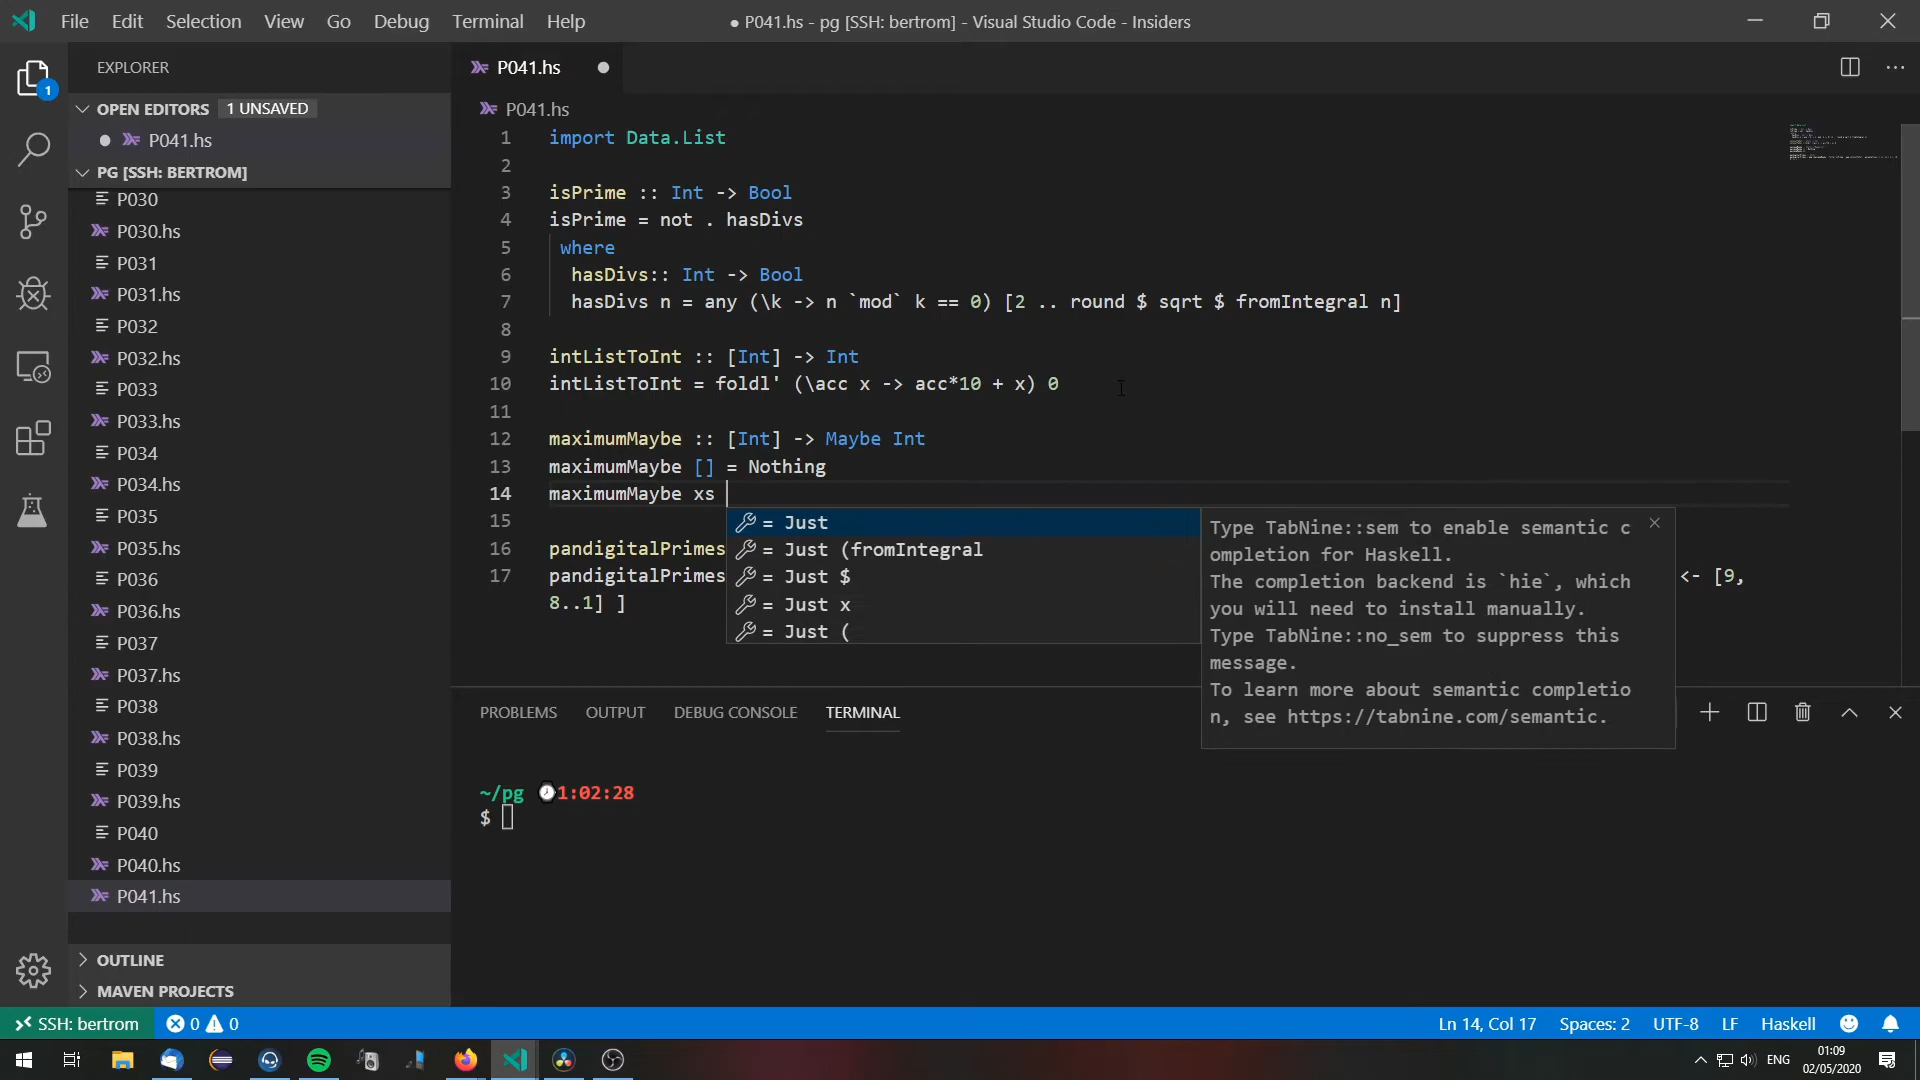 File Edit Selection View Go Debug Terminal Help
● P041.hs - pg [SSH: bertrom] - Visual Studio Code - Insiders
1
EXPLORER
OPEN EDITORS 1 UNSAVED
P041.hs
PG [SSH: BERTROM]
P030
P030.hs
P031
P031.hs
P032
P032.hs
P033
P033.hs
P034
P034.hs
P035
P035.hs
P036
P036.hs
P037
P037.hs
P038
P038.hs
P039
P039.hs
P040
P040.hs
P041.hs
OUTLINE
MAVEN PROJECTS
P041.hs
P041.hs
1 import Data.List
2
3 isPrime :: Int -> Bool
4 isPrime = not . hasDivs
5 where
6 hasDivs:: Int -> Bool
7 hasDivs n = any (\k -> n `mod` k == 0) [2 .. round $ sqrt $ fromIntegral n]
8
9 intListToInt :: [Int] -> Int
10 intListToInt = foldl' (\acc x -> acc*10 + x) 0
11
12 maximumMaybe :: [Int] -> Maybe Int
13 maximumMaybe [] = Nothing
14 maximumMaybe xs
15
16 pandigitalPrimes
17 pandigitalPrimes <- [9,
8..1] ]
= Just
= Just (fromIntegral
= Just $
= Just x
= Just (
Type TabNine::sem to enable semantic c
ompletion for Haskell.
The completion backend is `hie`, which
you will need to install manually.
Type TabNine::no_sem to suppress this
message.
To learn more about semantic completio
n, see https://tabnine.com/semantic.
PROBLEMS OUTPUT DEBUG CONSOLE TERMINAL
~/pg 1:02:28
$
SSH: bertrom 0 0
Ln 14, Col 17 Spaces: 2 UTF-8 LF Haskell
ENG
01:09
02/05/2020